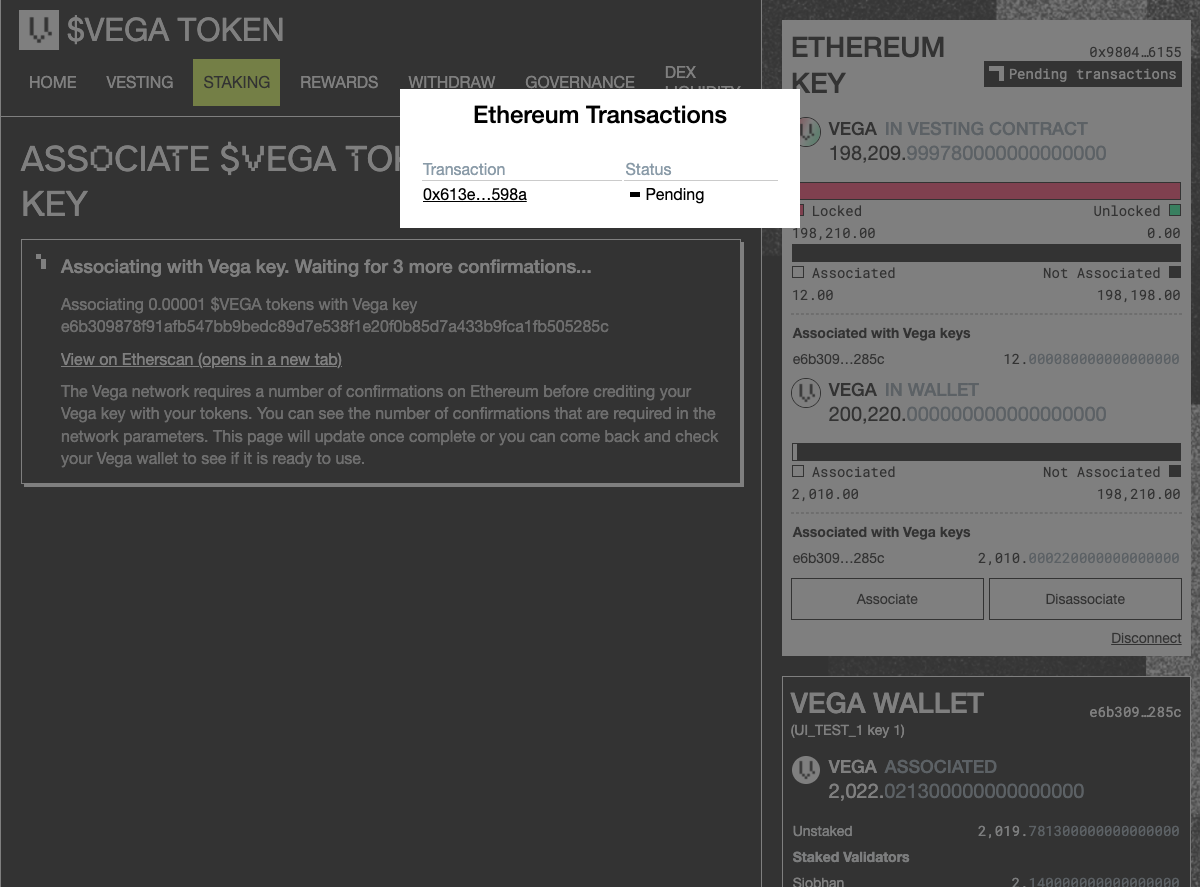 $VEGA TOKEN
HOME VESTING STAKING REWARDS WITHDRAW GOVERNANCE DEX
ASSOCIATE $VEGA
KEY
Ethereum Transactions
Transaction Status
0x613e…598a Pending
Associating with Vega key. Waiting for 3 more confirmations...
Associating 0.00001 $VEGA tokens with Vega key
e6b309878f91afb547bb9bedc89d7e538f1e20f0b85d7a433b9fca1fb505285c
View on Etherscan (opens in a new tab)
The Vega network requires a number of confirmations on Ethereum before crediting your
Vega key with your tokens. You can see the number of confirmations that are required in the
network parameters. This page will update once complete or you can come back and check
your Vega wallet to see if it is ready to use.
ETHEREUM
KEY
0x9804…6155
Pending transactions
VEGA IN VESTING CONTRACT
198,209.999780000000000000
Locked Unlocked
198,210.00 0.00
Associated Not Associated
12.00 198,198.00
Associated with Vega keys
e6b309…285c 12.000080000000000000
VEGA IN WALLET
200,220.000000000000000000
Associated Not Associated
2,010.00 198,210.00
Associated with Vega keys
e6b309…285c 2,010.000220000000000000
Associate Disassociate
Disconnect
VEGA WALLET e6b309…285c
(UI_TEST_1 key 1)
VEGA ASSOCIATED
2,022.021300000000000000
Unstaked 2,019.781300000000000000
Staked Validators
Siobhan 2.140000000000000000